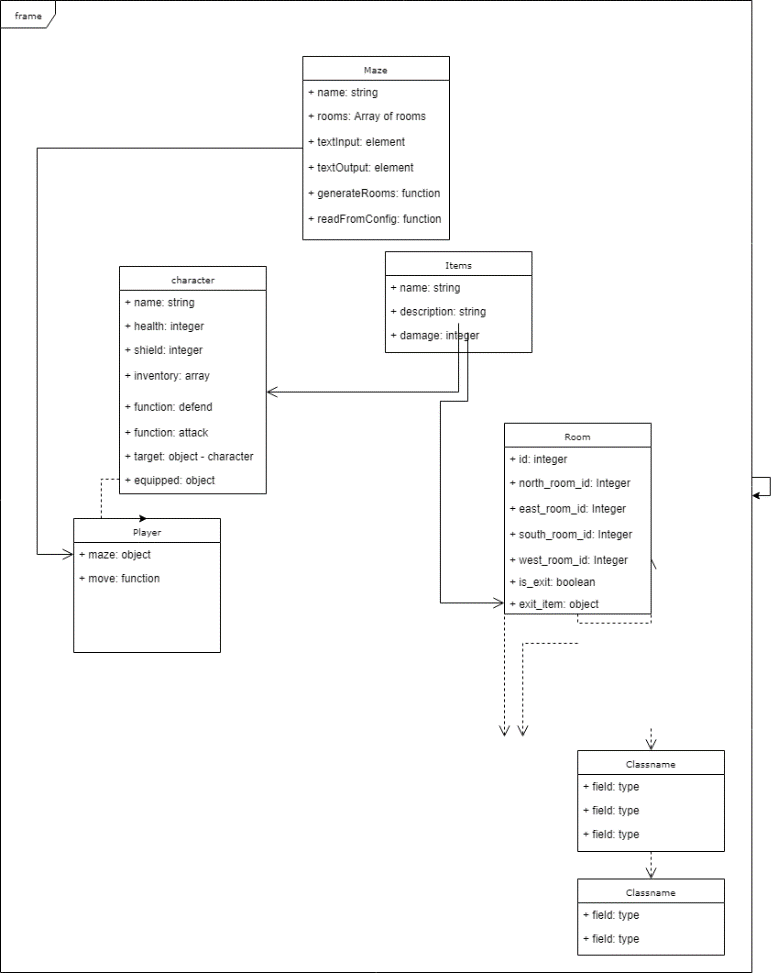 frame
Maze
+ name: string
+ rooms: Array of rooms
+ textInput: element
+ textOutput: element
+ generateRooms: function
+ readFromConfig: function
Items
+ name: string
+ description: string
+ damage: integer
character
+ name: string
+ health: integer
+ shield: integer
+ inventory: array
+ function: defend
+ function: attack
+ target: object - character
+ equipped: object
Room
+ id: integer
+ north_room_id: Integer
+ east_room_id: Integer
+ south_room_id: Integer
+ west_room_id: Integer
+ is_exit: boolean
+ exit_item: object
Player
+ maze: object
+ move: function
Classname
+ field: type
+ field: type
+ field: type
Classname
+ field: type
+ field: type